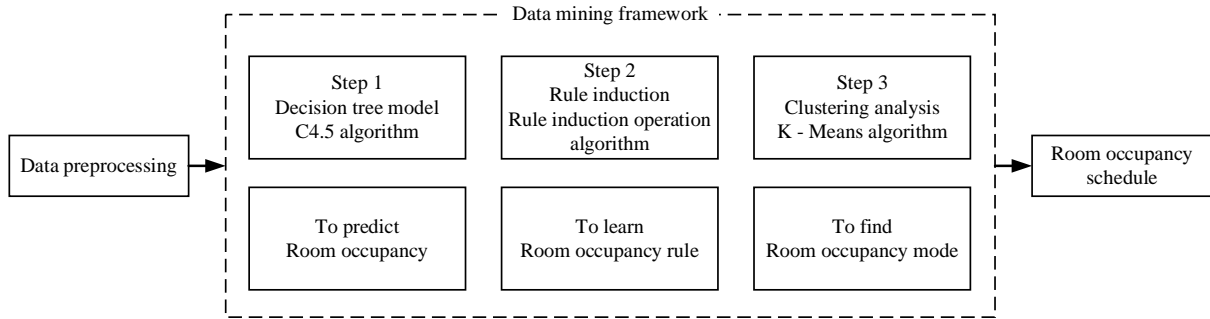 Data mining framework
Data preprocessing
Step 1
Decision tree model
C4.5 algorithm
Step 2
Rule induction
Rule induction operation
algorithm
Step 3
Clustering analysis
K - Means algorithm
To predict
Room occupancy
To learn
Room occupancy rule
To find
Room occupancy mode
Room occupancy
schedule